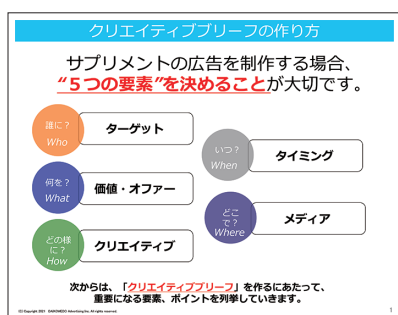 クリエイティブブリーフの作り方
サプリメントの広告を制作する場合、
“５つの要素”を決めることが大切です。
誰に？
Who
ターゲット
何を？
What
価値・オファー
どの様
に？
How
クリエイティブ
いつ？
When
タイミング
どこ
で？
Where
メディア
次からは、「クリエイティブブリーフ」を作るにあたって、
重要になる要素、ポイントを列挙していきます。
1